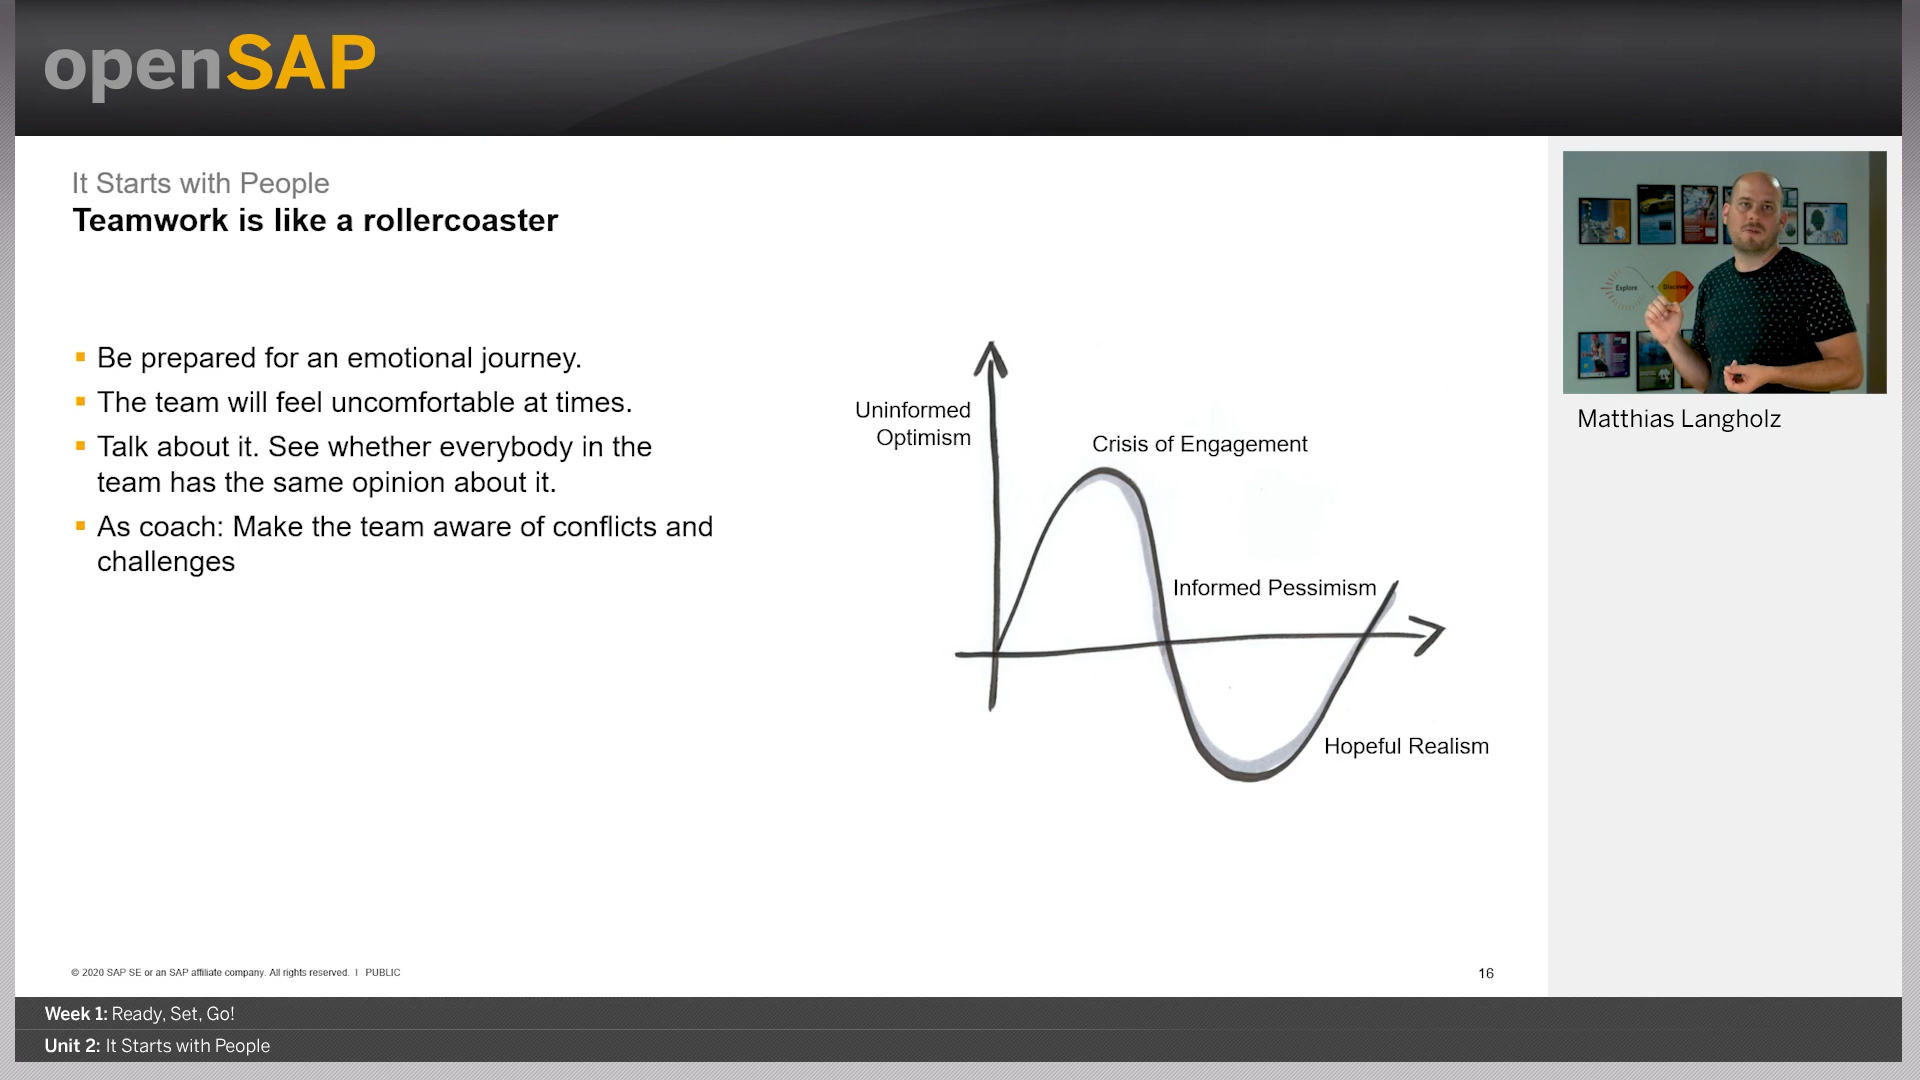 openSAP
It Starts with People
Teamwork is like a rollercoaster
Be prepared for an emotional journey.
The team will feel uncomfortable at times.
Talk about it. See whether everybody in the
team has the same opinion about it.
As coach: Make the team aware of conflicts and
challenges
Uninformed
Optimism
Crisis of Engagement
Informed Pessimism
Hopeful Realism
Explore
Discover
Matthias Langholz
© 2020 SAP SE or an SAP affiliate company. All rights reserved. I PUBLIC
16
Week 1: Ready, Set, Go!
Unit 2: It Starts with People